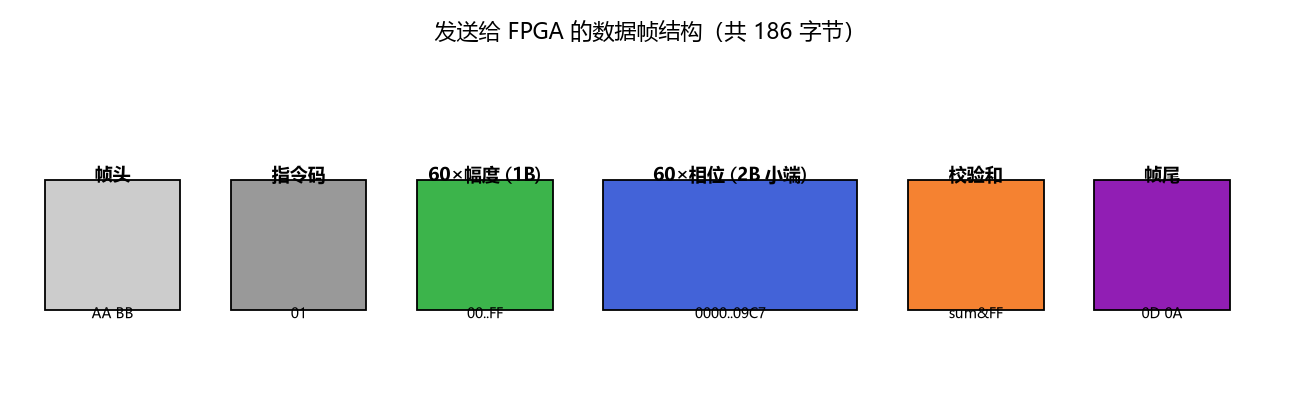 发送给 FPGA 的数据帧结构（共 186 字节）
帧头
指令码
60×幅度 (1B)
60×相位 (2B 小端)
校验和
帧尾
AA BB
01
00..FF
0000..09C7
sum&FF
0D 0A